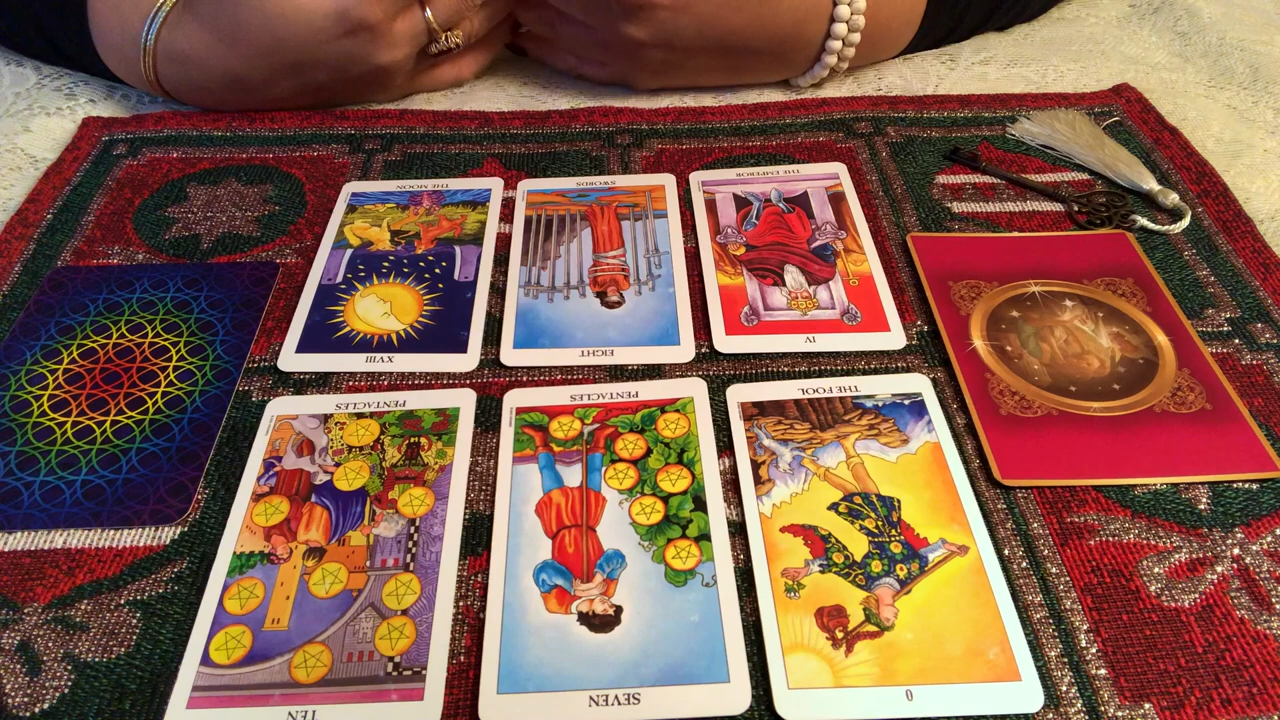 THE MOON
XVIII
SWORDS
EIGHT
THE EMPEROR
IV
PENTACLES
TEN
PENTACLES
SEVEN
THE FOOL
0